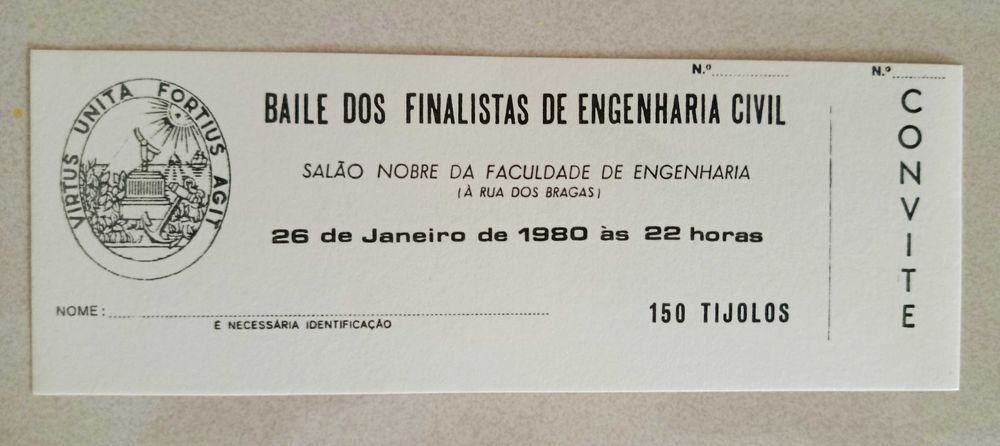 VIRTUS UNITA FORTIUS AGIT
N.º
BAILE DOS FINALISTAS DE ENGENHARIA CIVIL
SALÃO NOBRE DA FACULDADE DE ENGENHARIA
(À RUA DOS BRAGAS)
26 de Janeiro de 1980 às 22 horas
NOME:
É NECESSÁRIA IDENTIFICAÇÃO
150 TIJOLOS
N.º
CONVITE